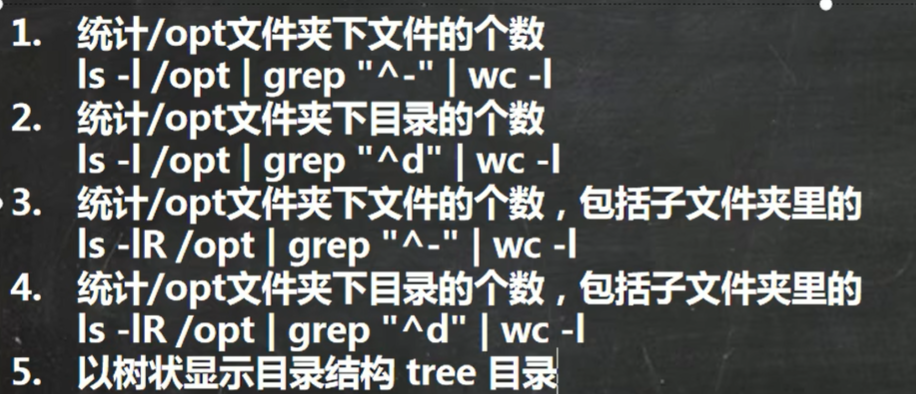 1. 统计/opt文件夹下文件的个数
ls -l /opt | grep "^-" | wc -l
2. 统计/opt文件夹下目录的个数
ls -l /opt | grep "^d" | wc -l
3. 统计/opt文件夹下文件的个数，包括子文件夹里的
ls -lR /opt | grep "^-" | wc -l
4. 统计/opt文件夹下目录的个数，包括子文件夹里的
ls -lR /opt | grep "^d" | wc -l
5. 以树状显示目录结构 tree 目录